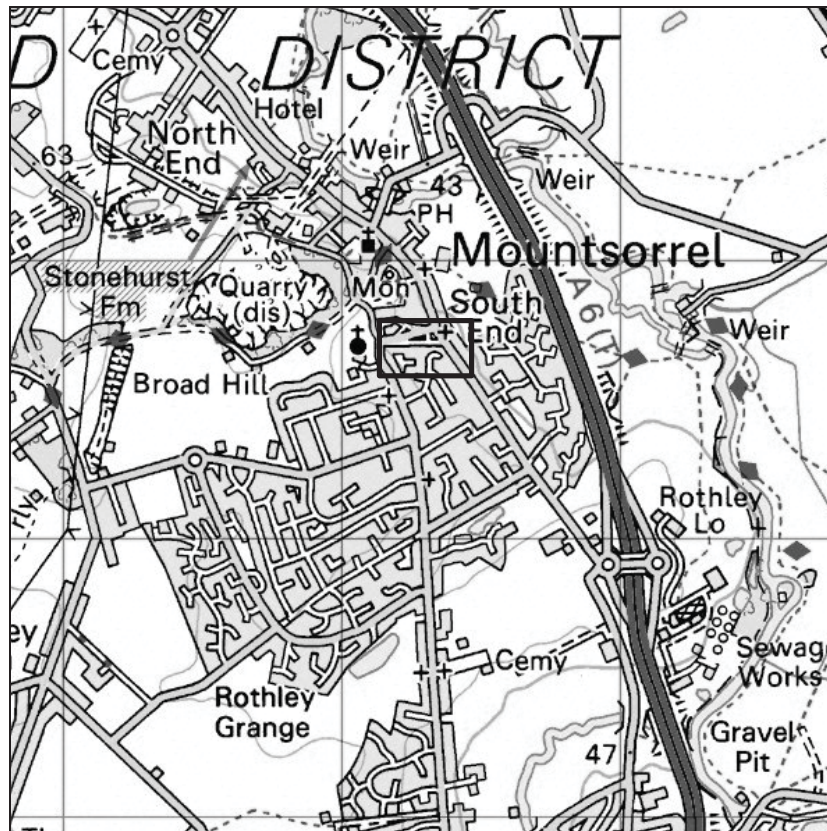 D DISTRICT
Cemy
Hotel
North
End
63
Weir
43
PH
Weir
Mountsorrel
Stonehurst
Fm
Quarry
(dis)
Mon
South
End
A6(T)
Weir
Broad Hill
rly
Rothley
Lo
ey
Cemy
Sewag
Works
Rothley
Grange
Gravel
Pit
47